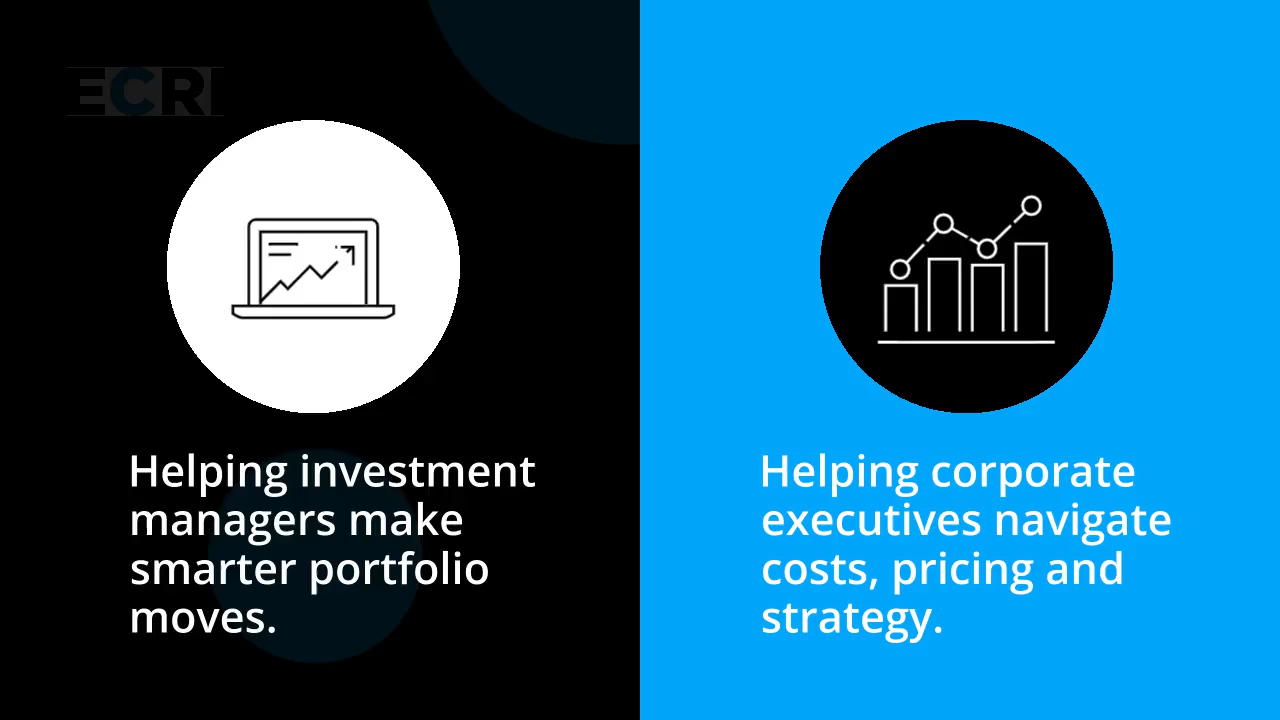 ECRI
Helping investment
managers make
smarter portfolio
moves.
Helping corporate
executives navigate
costs, pricing and
strategy.